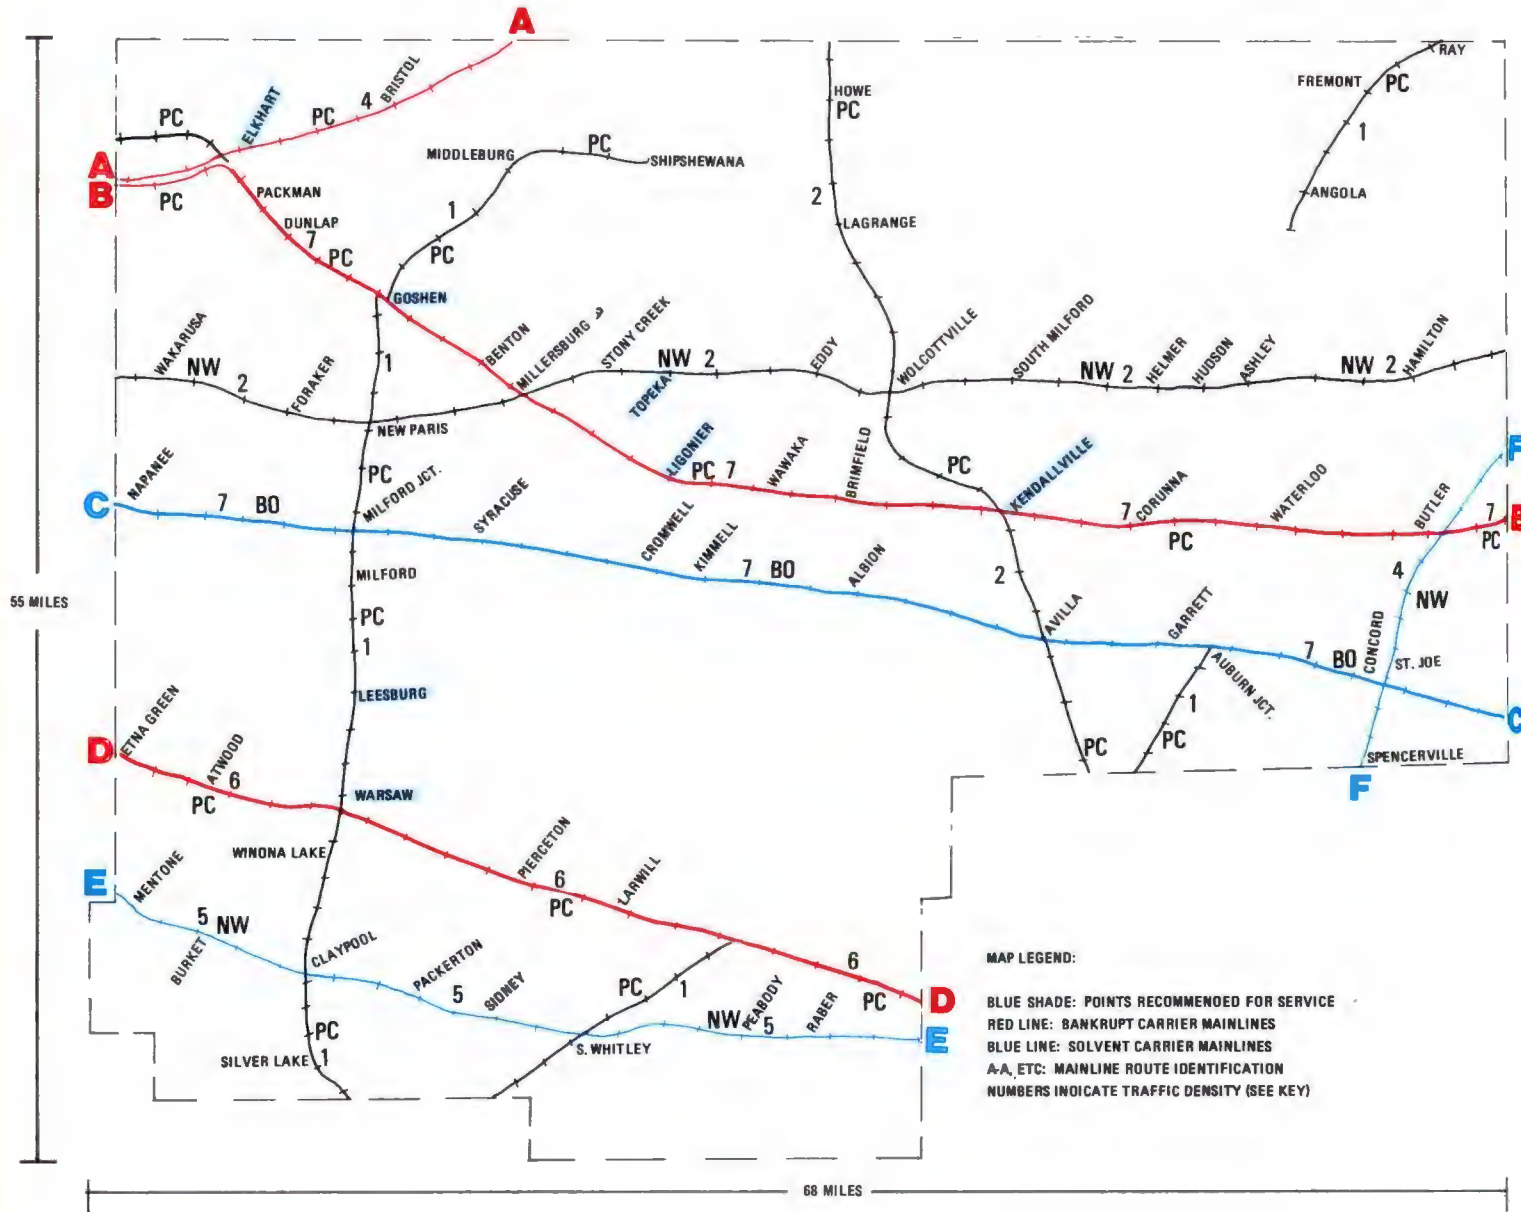 A
RAY
FREMONT
PC
BRISTOL
4
PC
ELKHART
HOWE
PC
1
PC
A
B
PC
MIDDLEBURG
PC
SHIPSHEWANA
PACKMAN
DUNLAP
7
PC
1
PC
2
LAGRANGE
ANGOLA
GOSHEN
WAKARUSA
NW
2
FORAKER
1
BENTON
MILLERSBURG
STONY CREEK
NW 2
TOPEKA
EDDY
WOLCOTTVILLE
SOUTH MILFORD
NW 2
HELMER
HUDSON
ASHLEY
NW 2
HAMILTON
NEW PARIS
F
NAPANEE
C
7 BO
PC
MILFORD JCT.
SYRACUSE
LIGONIER
PC 7
WAWAKA
BRIMFIELD
PC
KENDALLVILLE
7
CORUNNA
PC
WATERLOO
BUTLER
7
PC
B
CROMWELL
KIMMELL
7 BO
ALBION
2
4
NW
MILFORD
55 MILES
PC
1
AVILLA
GARRETT
7
BO
CONCORD
ST. JOE
AUBURN JCT.
1
PC
PC
C
LEESBURG
SPENCERVILLE
F
D
ETNA GREEN
ATWOOD
6
PC
WARSAW
WINONA LAKE
PIERCETON
6
PC
LARWILL
E
MENTONE
5 NW
BURKET
CLAYPOOL
PACKERTON
5
SIDNEY
PC
1
6
PC
D
NW
PEABODY
5
RABER
E
PC
SILVER LAKE
1
S. WHITLEY
MAP LEGEND:
BLUE SHADE: POINTS RECOMMENDED FOR SERVICE
RED LINE: BANKRUPT CARRIER MAINLINES
BLUE LINE: SOLVENT CARRIER MAINLINES
A-A, ETC: MAINLINE ROUTE IDENTIFICATION
NUMBERS INDICATE TRAFFIC DENSITY (SEE KEY)
68 MILES